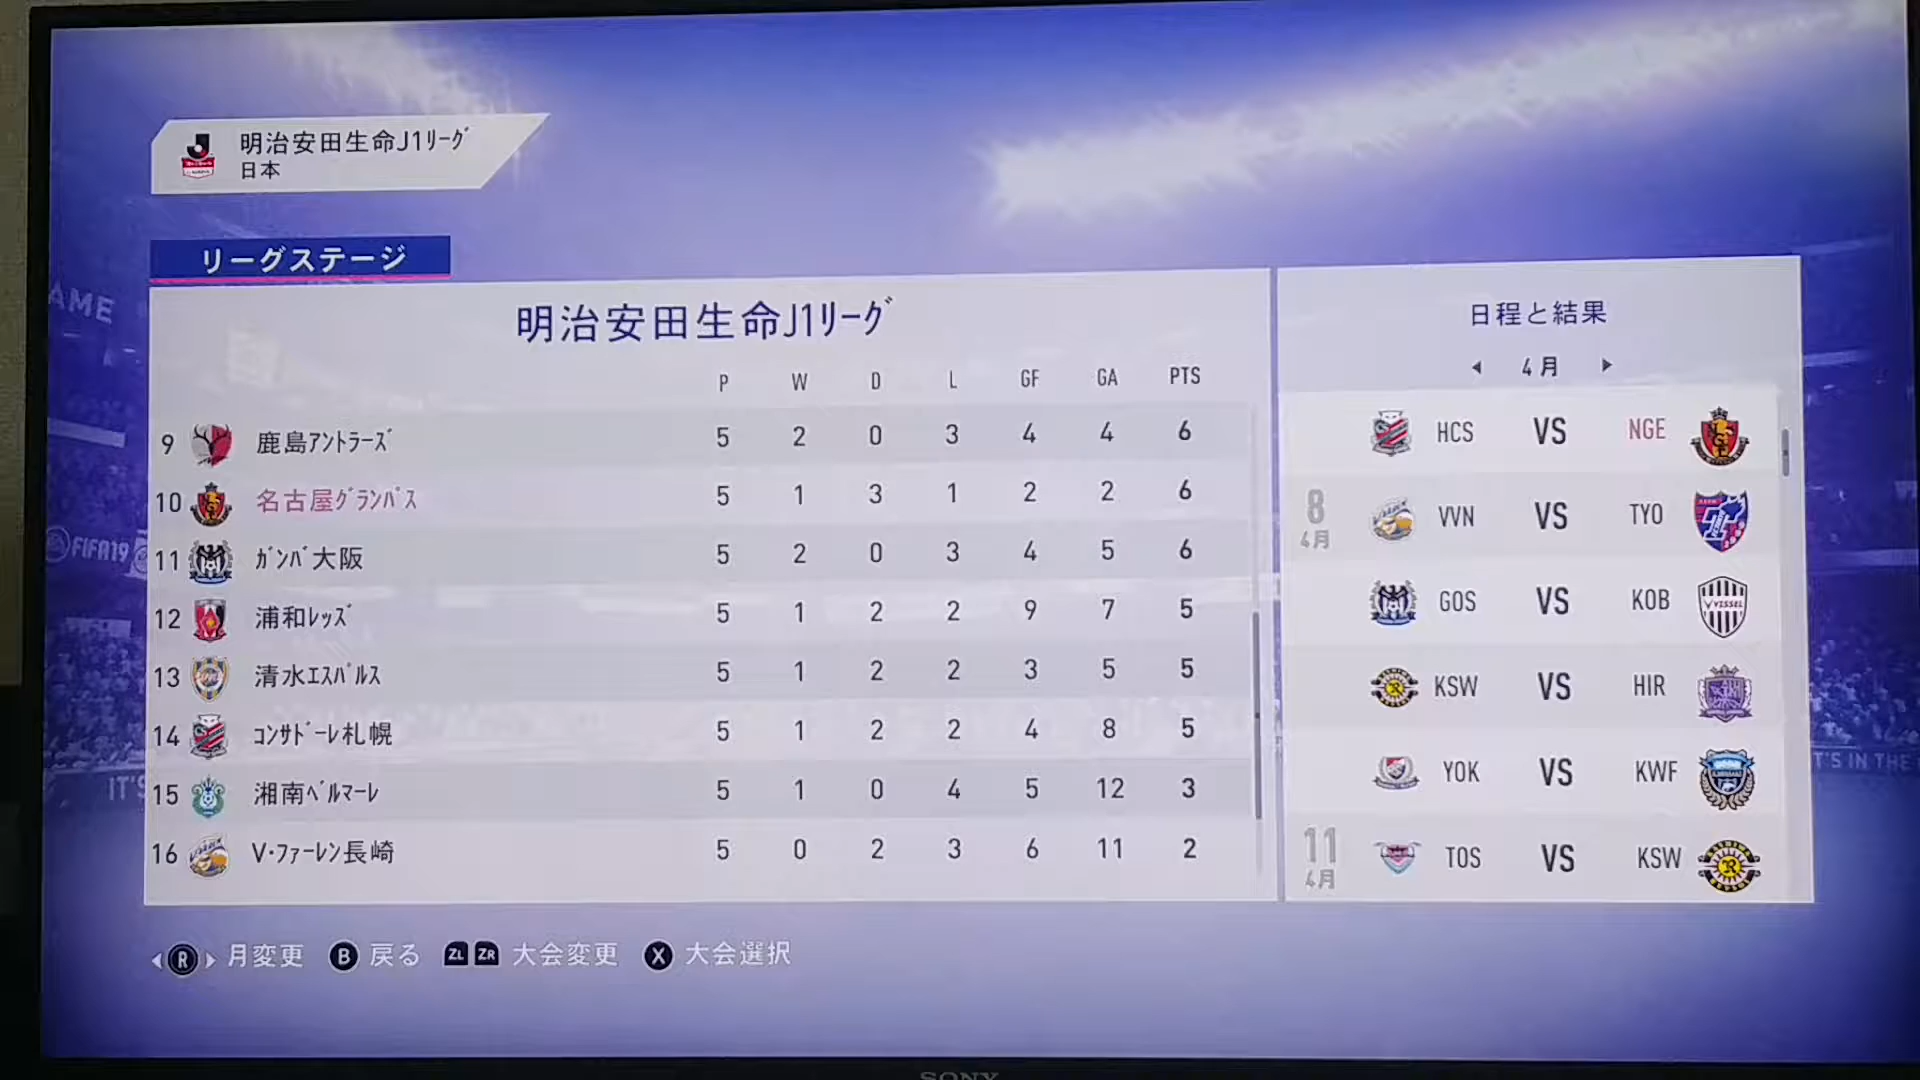 明治安田生命J1ﾘｰｸﾞ
日本
リーグステージ
明治安田生命J1ﾘｰｸﾞ
P W D L GF GA PTS
9 鹿島ｱﾝﾄﾗｰｽﾞ 5 2 0 3 4 4 6
10 名古屋ｸﾞﾗﾝﾊﾟｽ 5 1 3 1 2 2 6
11 ｶﾞﾝﾊﾞ大阪 5 2 0 3 4 5 6
12 浦和ﾚｯｽﾞ 5 1 2 2 9 7 5
13 清水ｴｽﾊﾟﾙｽ 5 1 2 2 3 5 5
14 ｺﾝｻﾄﾞｰﾚ札幌 5 1 2 2 4 8 5
15 湘南ﾍﾞﾙﾏｰﾚ 5 1 0 4 5 12 3
16 V･ﾌｧｰﾚﾝ長崎 5 0 2 3 6 11 2
日程と結果
4月
HCS VS NGE
8 4月 VVN VS TYO
GOS VS KOB
KSW VS HIR
YOK VS KWF
11 4月 TOS VS KSW
R 月変更 B 戻る ZL ZR 大会変更 X 大会選択
AME
FIFA19
IT'S
T'S IN THE
VISSEL
SONY